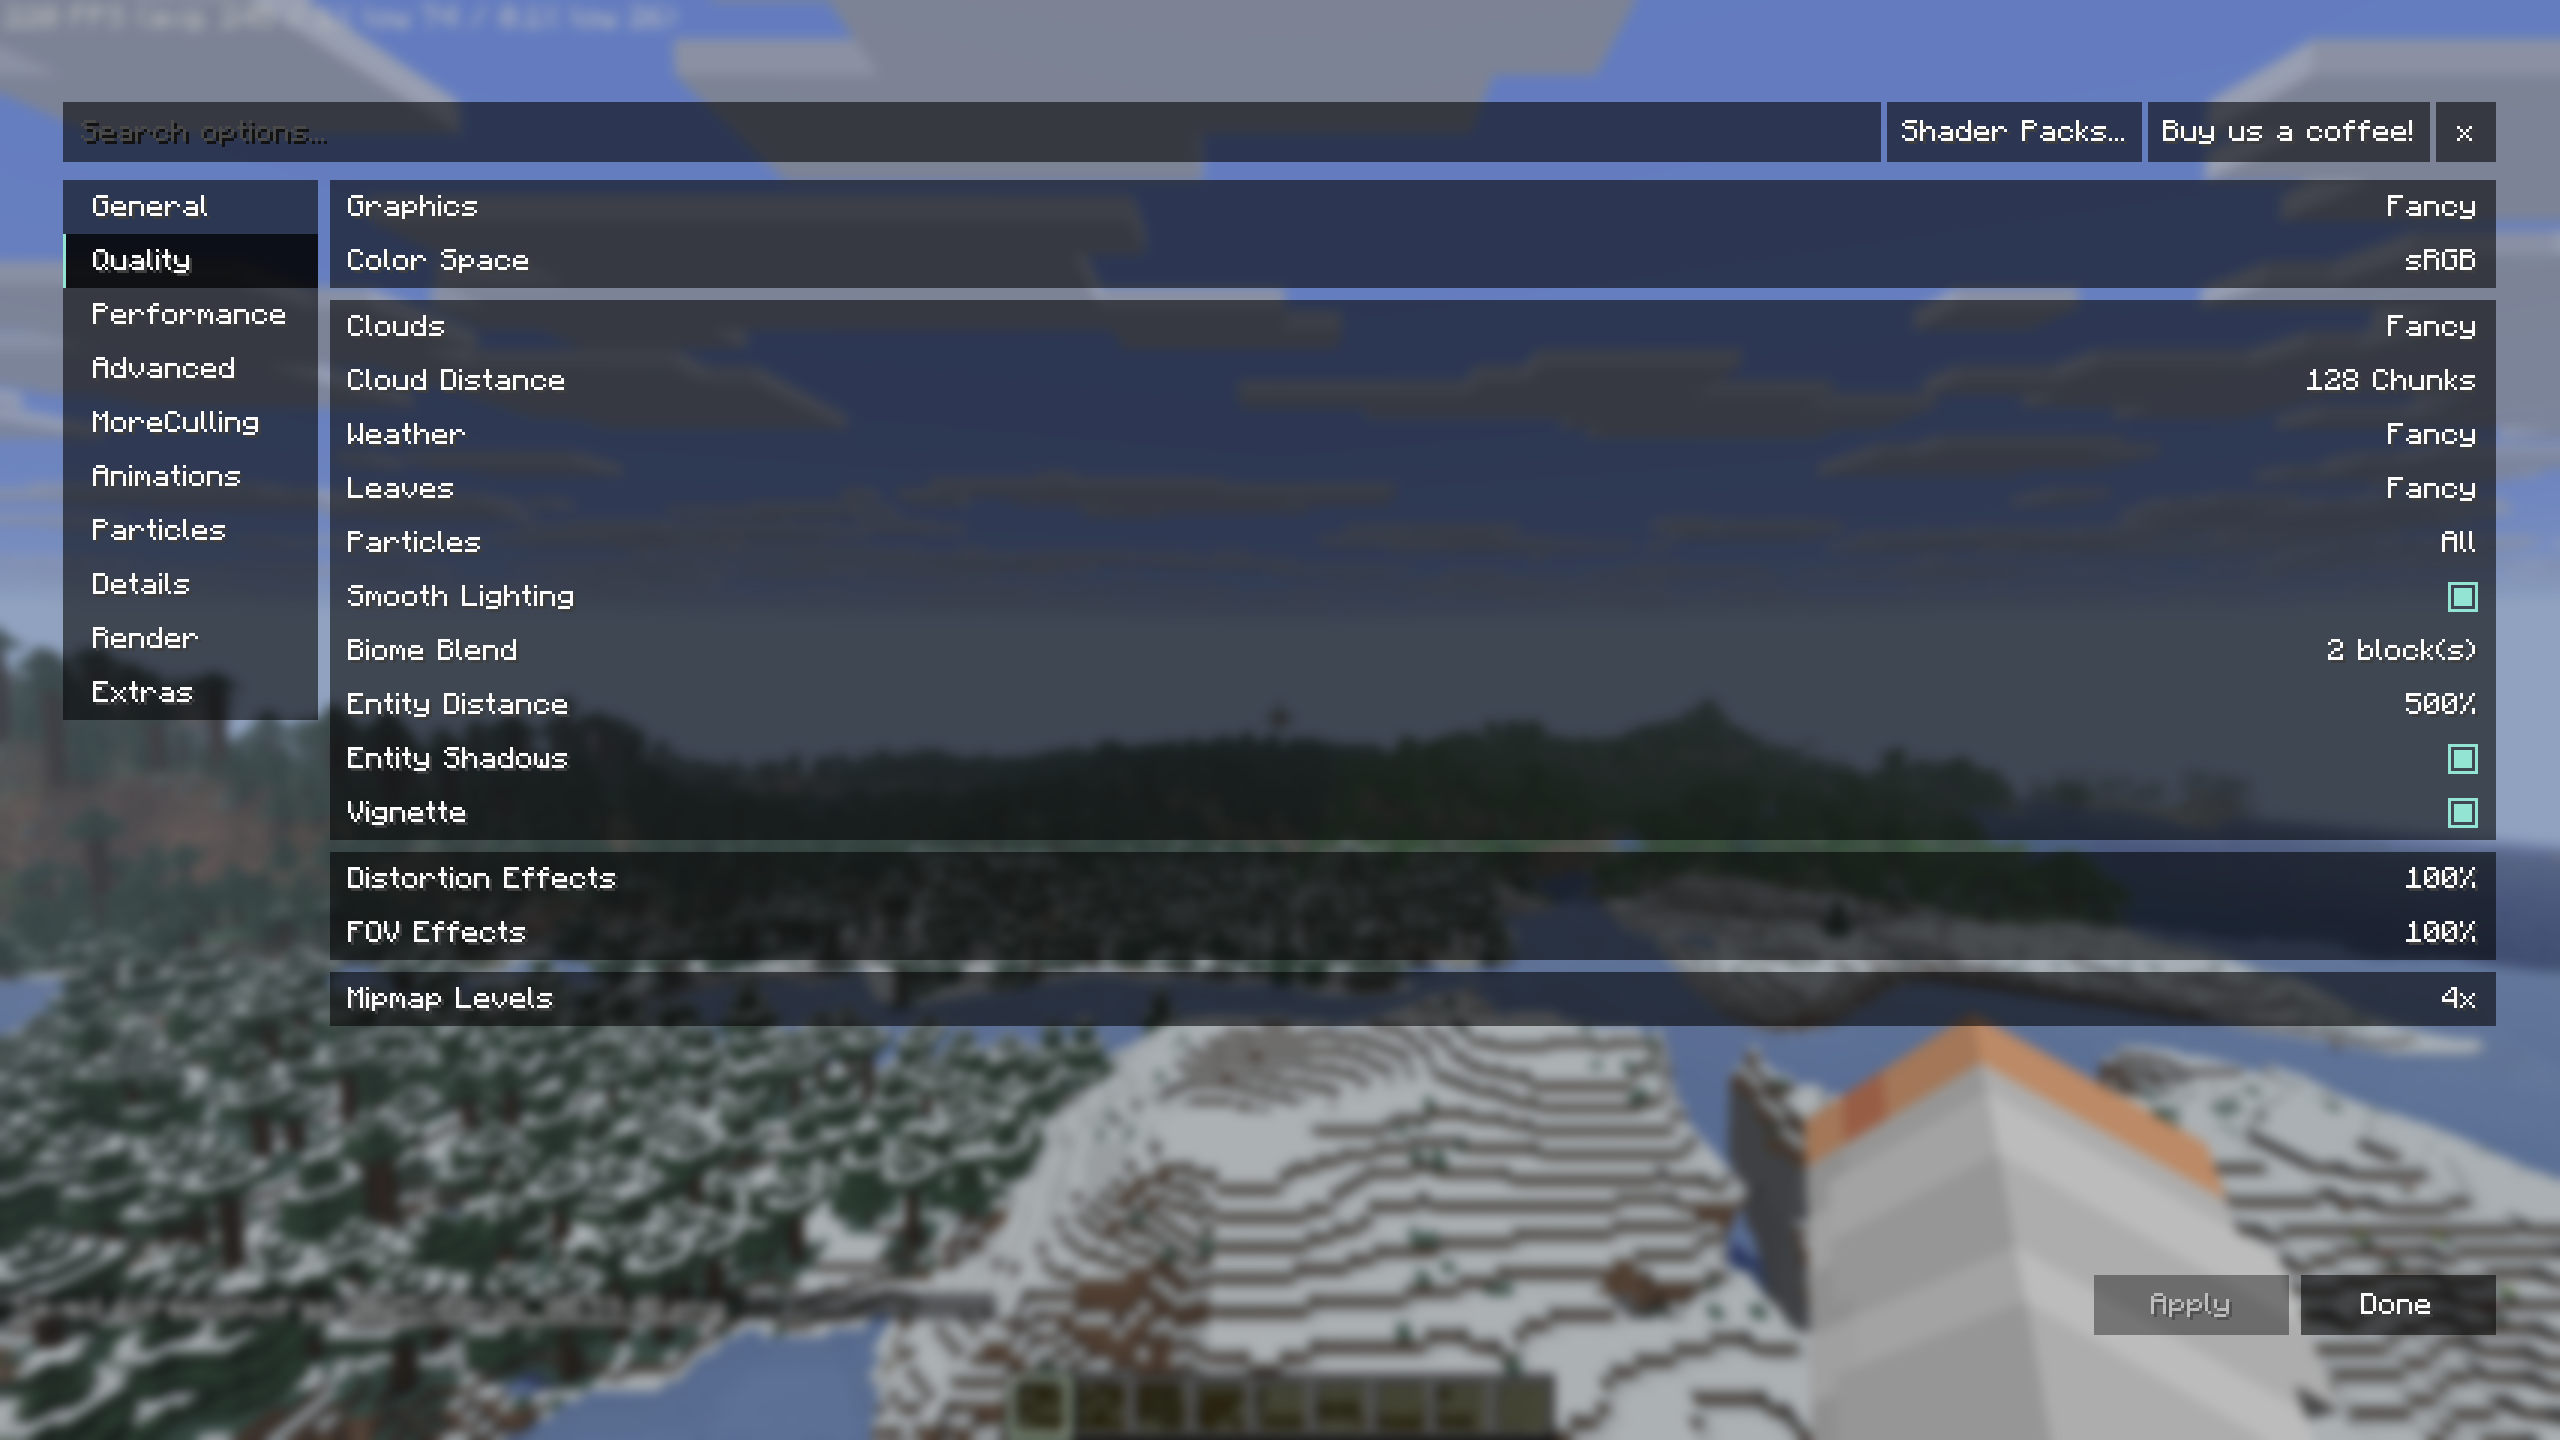 Search options...
Shader Packs...
Buy us a coffee!
x
General
Quality
Performance
Advanced
MoreCulling
Animations
Particles
Details
Render
Extras
Graphics Fancy
Color Space sRGB
Clouds Fancy
Cloud Distance 128 Chunks
Weather Fancy
Leaves Fancy
Particles All
Smooth Lighting
Biome Blend 2 block(s)
Entity Distance 500%
Entity Shadows
Vignette
Distortion Effects 100%
FOV Effects 100%
Mipmap Levels 4x
Apply
Done